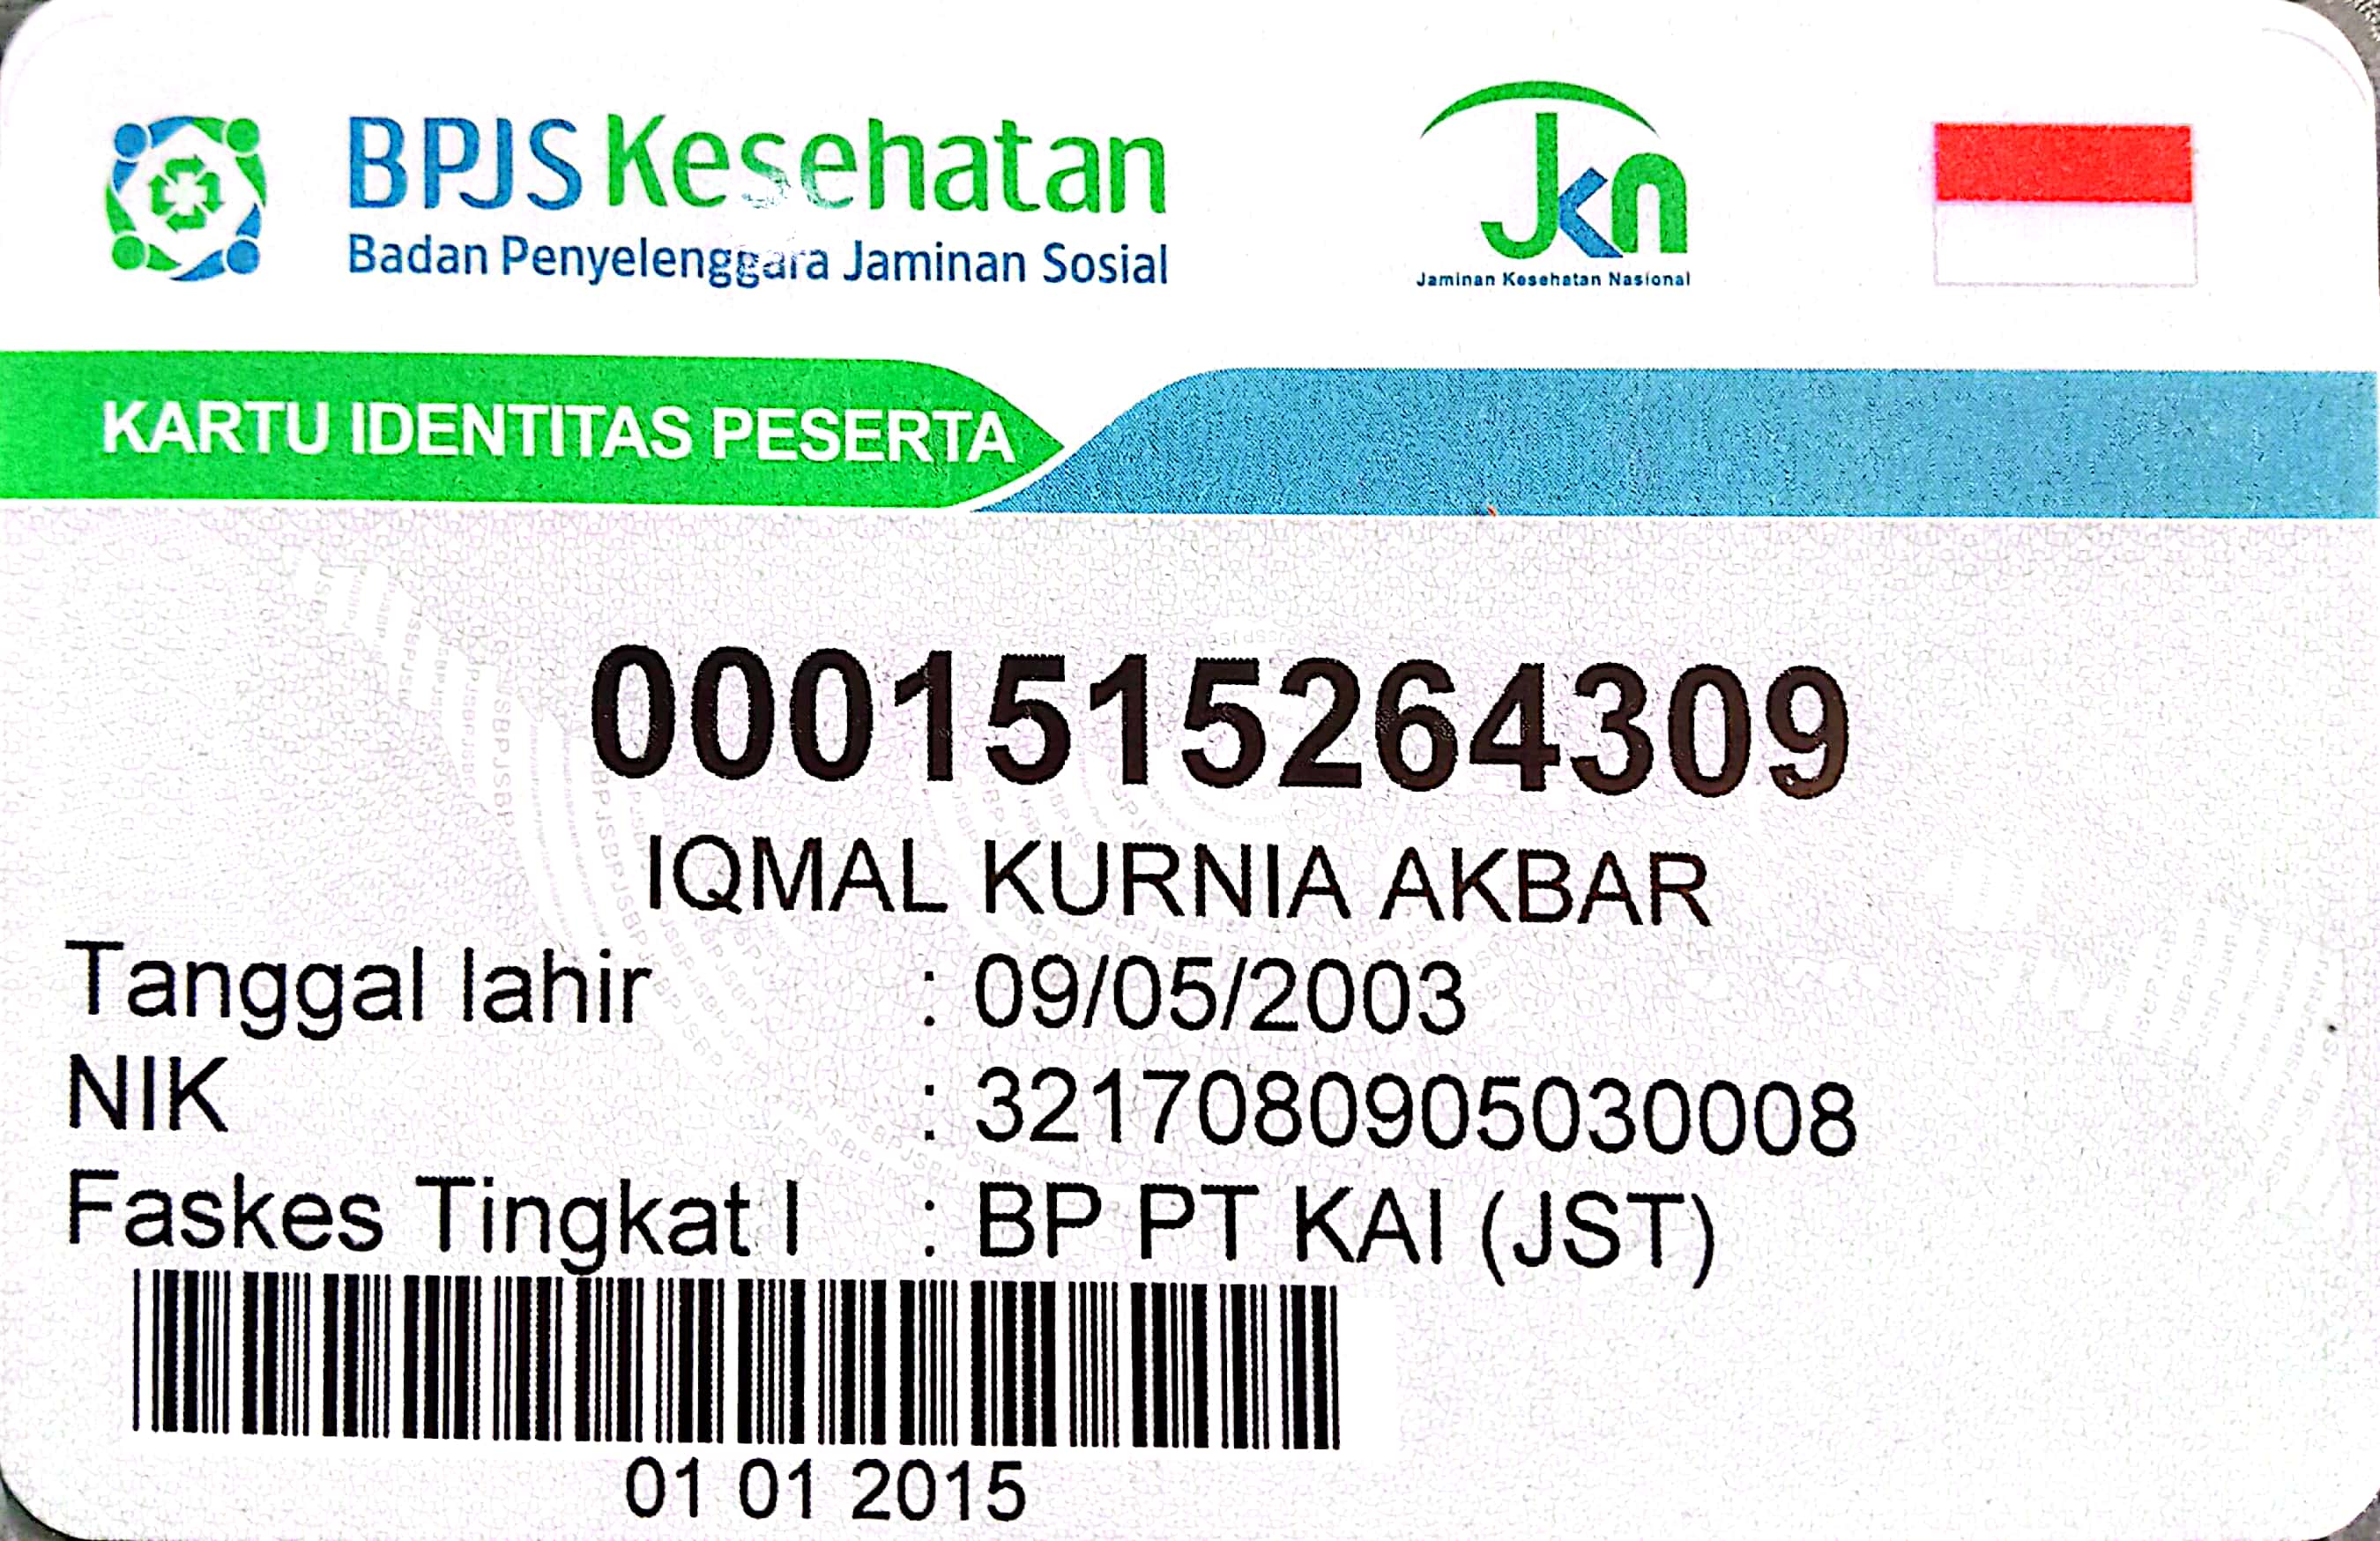 BPJS Kesehatan
Badan Penyelenggara Jaminan Sosial
Jkn
Jaminan Kesehatan Nasional
KARTU IDENTITAS PESERTA
0001515264309
IQMAL KURNIA AKBAR
Tanggal lahir : 09/05/2003
NIK : 3217080905030008
Faskes Tingkat I : BP PT KAI (JST)
01 01 2015